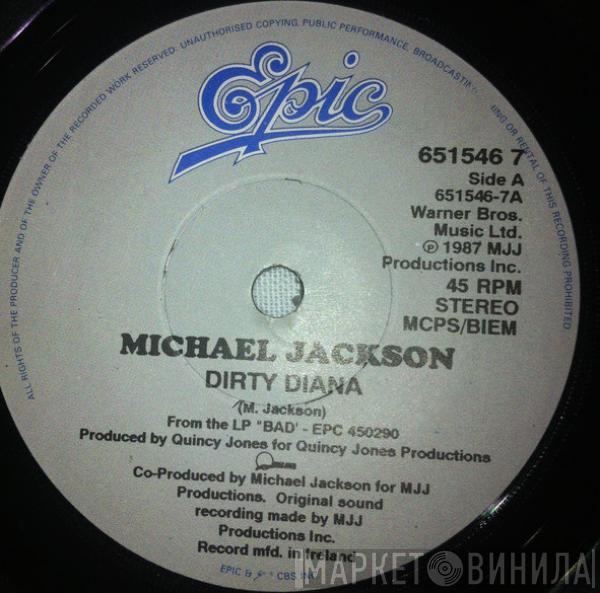 ALL RIGHTS OF THE PRODUCER AND OF THE OWNER OF THE RECORDED WORK RESERVED· UNAUTHORISED COPYING, PUBLIC PERFORMANCE, BROADCASTING OR RENTAL OF THIS RECORDING PROHIBITED
Epic
651546 7
Side A
651546-7A
Warner Bros.
Music Ltd.
℗ 1987 MJJ
Productions Inc.
45 RPM
STEREO
MCPS/BIEM
MICHAEL JACKSON
DIRTY DIANA
(M. Jackson)
From the LP "BAD' - EPC 450290
Produced by Quincy Jones for Quincy Jones Productions
Co-Produced by Michael Jackson for MJJ
Productions. Original sound
recording made by MJJ
Productions Inc.
Record mfd. in Ireland
EPIC & CBS INC
МАРКЕТ ВИНИЛА